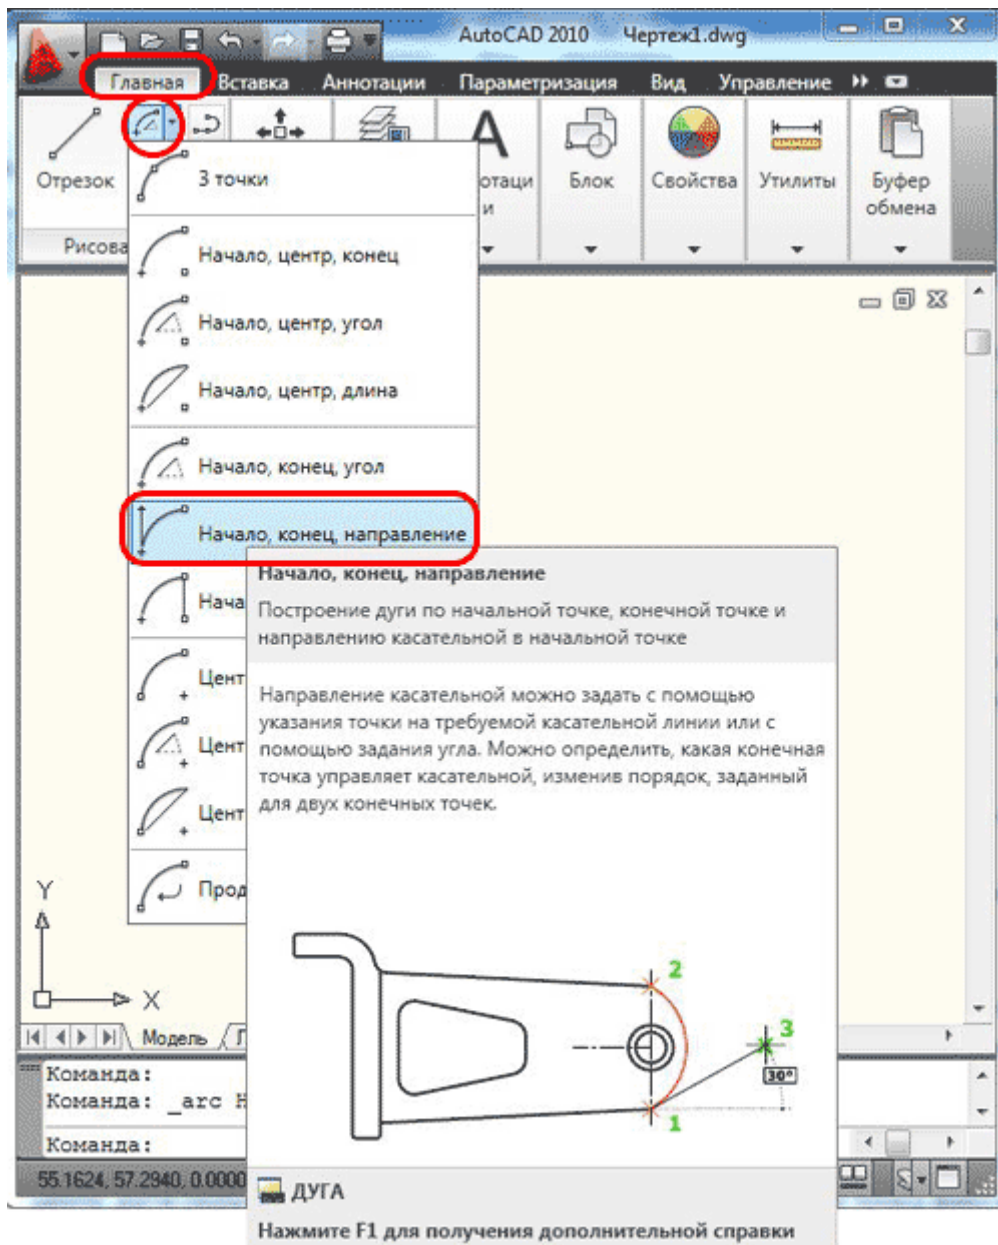 AutoCAD 2010 Чертеж1.dwg
Главная Вставка Аннотации Параметризация Вид Управление
Отрезок Блок Свойства Утилиты Буфер
обмена
отаци
и
Рисова
3 точки
Начало, центр, конец
Начало, центр, угол
Начало, центр, длина
Начало, конец, угол
Начало, конец, направление
Нача
Цент
Цент
Цент
Прод
Начало, конец, направление
Построение дуги по начальной точке, конечной точке и
направлению касательной в начальной точке
Направление касательной можно задать с помощью
указания точки на требуемой касательной линии или с
помощью задания угла. Можно определить, какая конечная
точка управляет касательной, изменив порядок, заданный
для двух конечных точек.
2
3
30°
1
ДУГА
Нажмите F1 для получения дополнительной справки
Y
X
Модель
Команда:
Команда: _arc Н
Команда:
55.1624, 57.2940, 0.0000